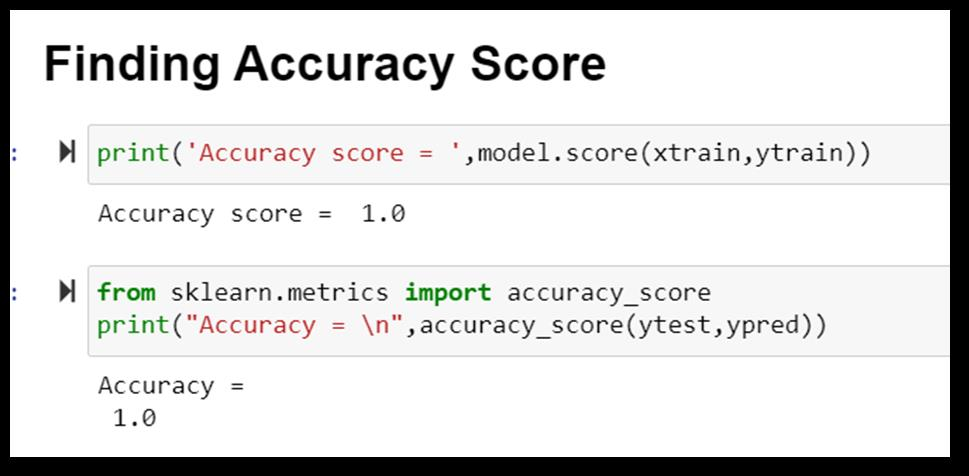 Finding Accuracy Score
: print('Accuracy score = ',model.score(xtrain,ytrain))
Accuracy score =  1.0
: from sklearn.metrics import accuracy_score
print("Accuracy = \n",accuracy_score(ytest,ypred))
Accuracy =
 1.0